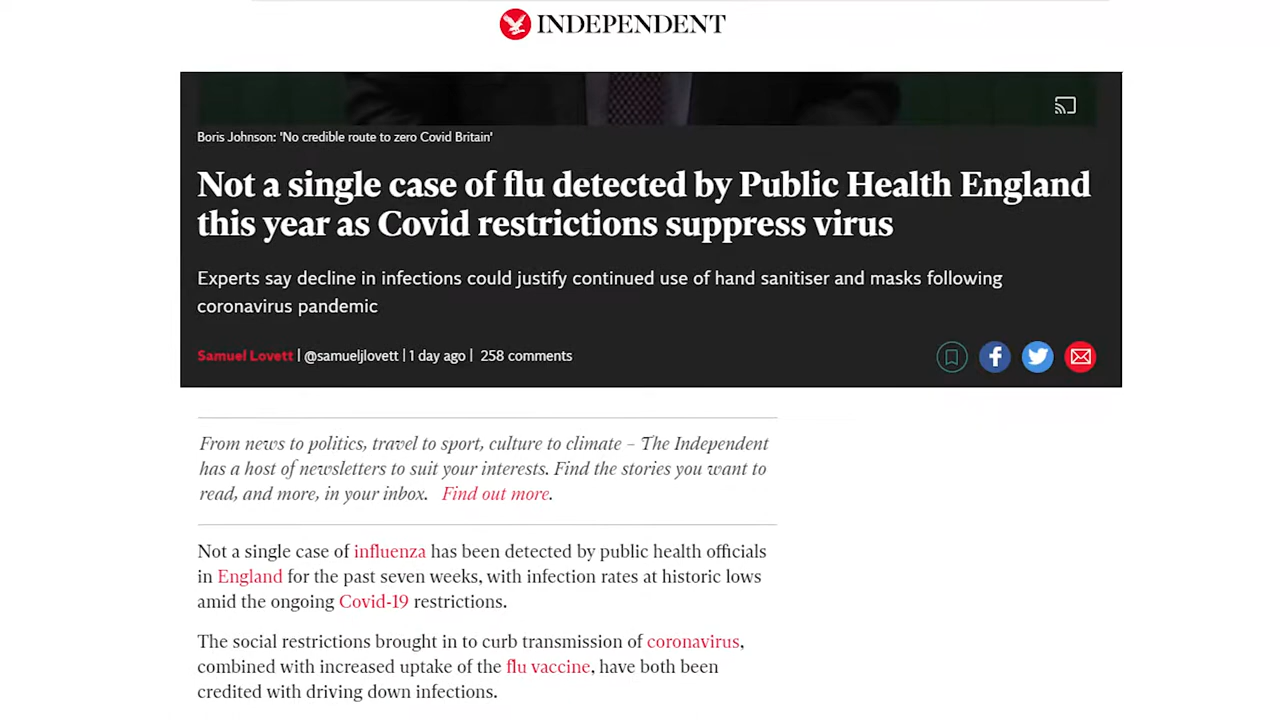 INDEPENDENT
Boris Johnson: 'No credible route to zero Covid Britain'
Not a single case of flu detected by Public Health England
this year as Covid restrictions suppress virus
Experts say decline in infections could justify continued use of hand sanitiser and masks following
coronavirus pandemic
Samuel Lovett | @samueljlovett | 1 day ago | 258 comments
From news to politics, travel to sport, culture to climate – The Independent
has a host of newsletters to suit your interests. Find the stories you want to
read, and more, in your inbox. Find out more.
Not a single case of influenza has been detected by public health officials
in England for the past seven weeks, with infection rates at historic lows
amid the ongoing Covid-19 restrictions.
The social restrictions brought in to curb transmission of coronavirus,
combined with increased uptake of the flu vaccine, have both been
credited with driving down infections.